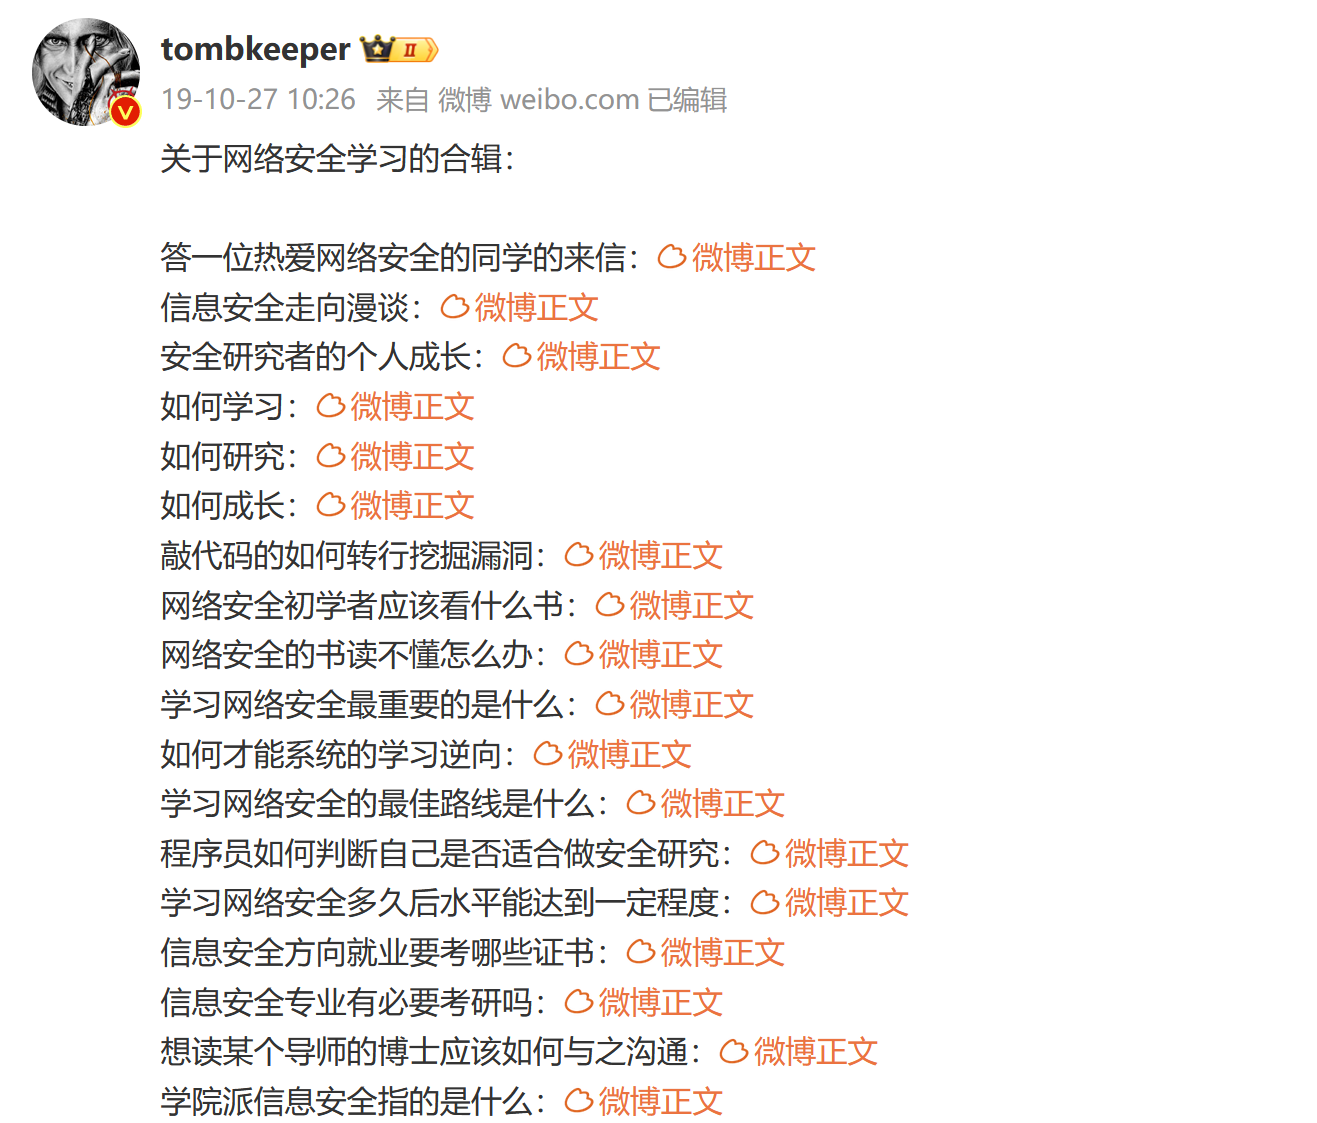 tombkeeper II
19-10-27 10:26 来自 微博 weibo.com 已编辑
关于网络安全学习的合辑：
答一位热爱网络安全的同学的来信：微博正文
信息安全走向漫谈：微博正文
安全研究者的个人成长：微博正文
如何学习：微博正文
如何研究：微博正文
如何成长：微博正文
敲代码的如何转行挖掘漏洞：微博正文
网络安全初学者应该看什么书：微博正文
网络安全的书读不懂怎么办：微博正文
学习网络安全最重要的是什么：微博正文
如何才能系统的学习逆向：微博正文
学习网络安全的最佳路线是什么：微博正文
程序员如何判断自己是否适合做安全研究：微博正文
学习网络安全多久后水平能达到一定程度：微博正文
信息安全方向就业要考哪些证书：微博正文
信息安全专业有必要考研吗：微博正文
想读某个导师的博士应该如何与之沟通：微博正文
学院派信息安全指的是什么：微博正文